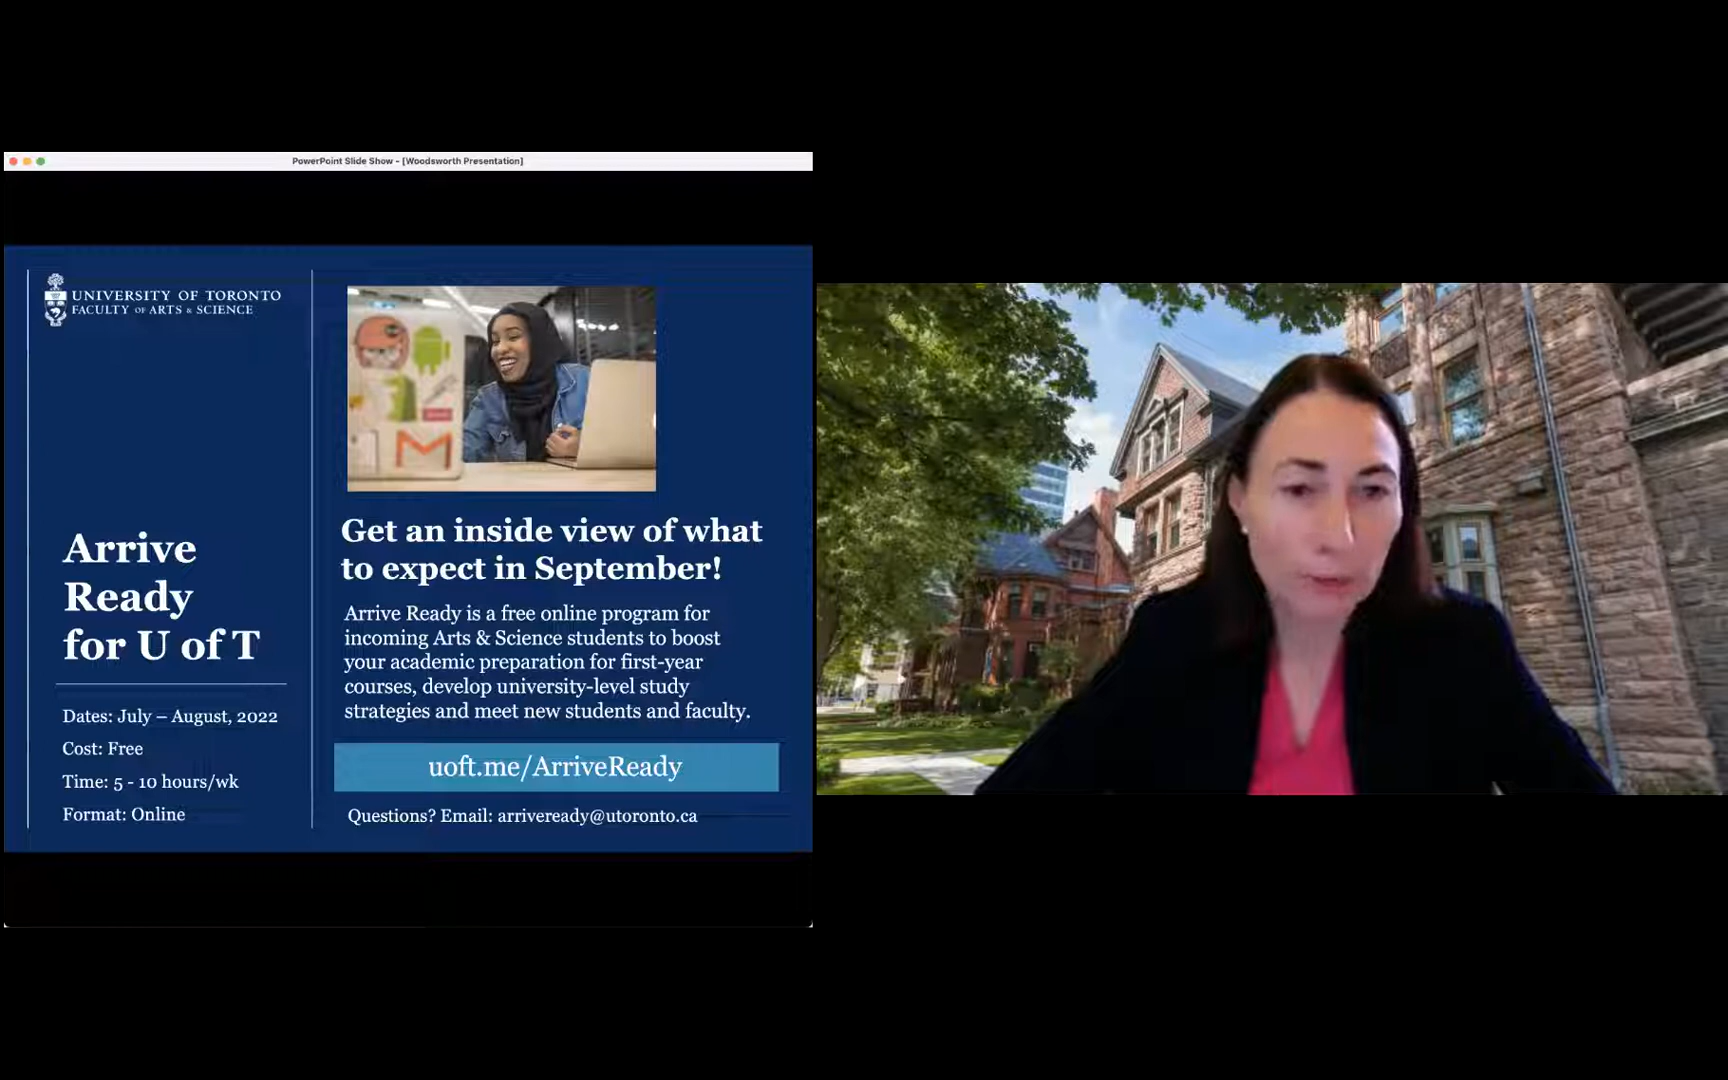 PowerPoint Slide Show - [Woodsworth Presentation]
UNIVERSITY OF TORONTO
FACULTY OF ARTS & SCIENCE
Arrive
Ready
for U of T
Dates: July – August, 2022
Cost: Free
Time: 5 - 10 hours/wk
Format: Online
Get an inside view of what
to expect in September!
Arrive Ready is a free online program for
incoming Arts & Science students to boost
your academic preparation for first-year
courses, develop university-level study
strategies and meet new students and faculty.
uoft.me/ArriveReady
Questions? Email: arriveready@utoronto.ca